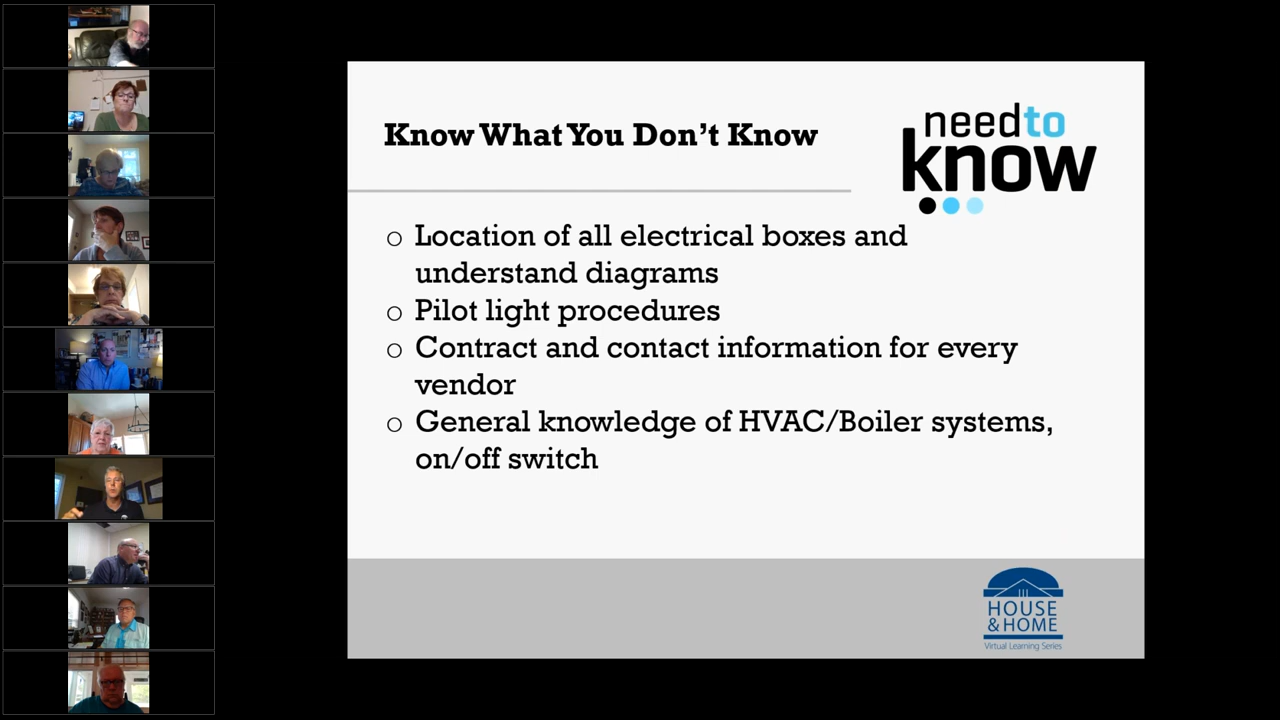 Know What You Don't Know
needto
know
o Location of all electrical boxes and
understand diagrams
o Pilot light procedures
o Contract and contact information for every
vendor
o General knowledge of HVAC/Boiler systems,
on/off switch
HOUSE
& HOME
Virtual Learning Series